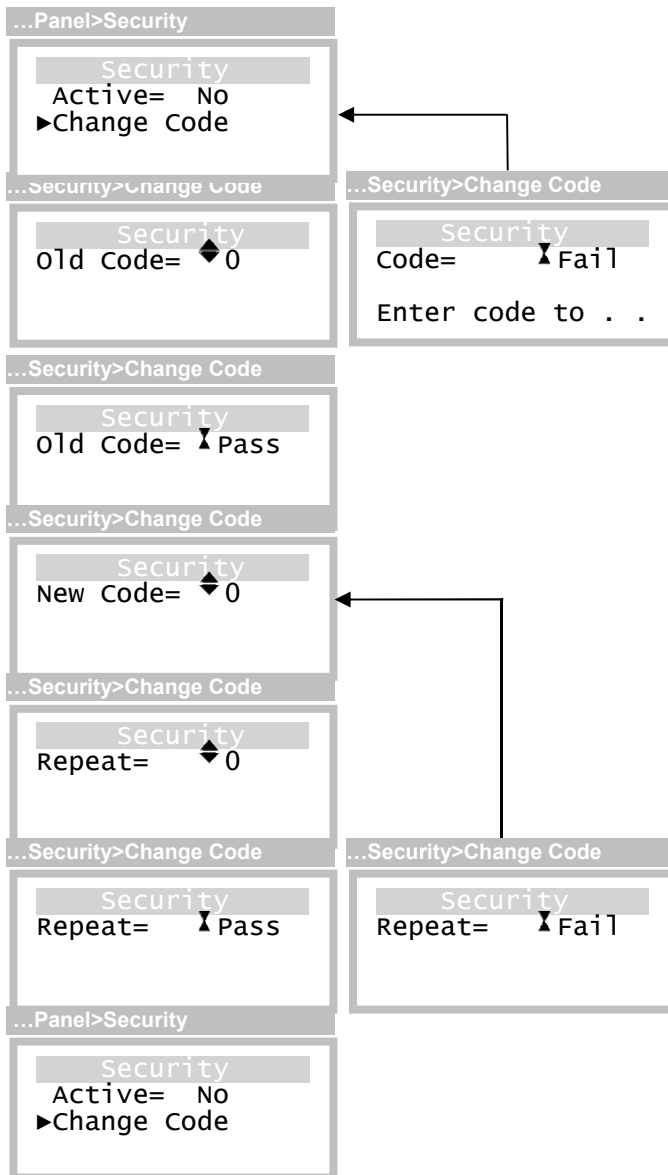 ...Panel>Security
Security
Active= No
►Change Code
...Security>Change Code
Security
Old Code= 0
...Security>Change Code
Security
Code= Fail
Enter code to . .
...Security>Change Code
Security
Old Code= Pass
...Security>Change Code
Security
New Code= 0
...Security>Change Code
Security
Repeat= 0
...Security>Change Code
Security
Repeat= Pass
...Security>Change Code
Security
Repeat= Fail
...Panel>Security
Security
Active= No
►Change Code